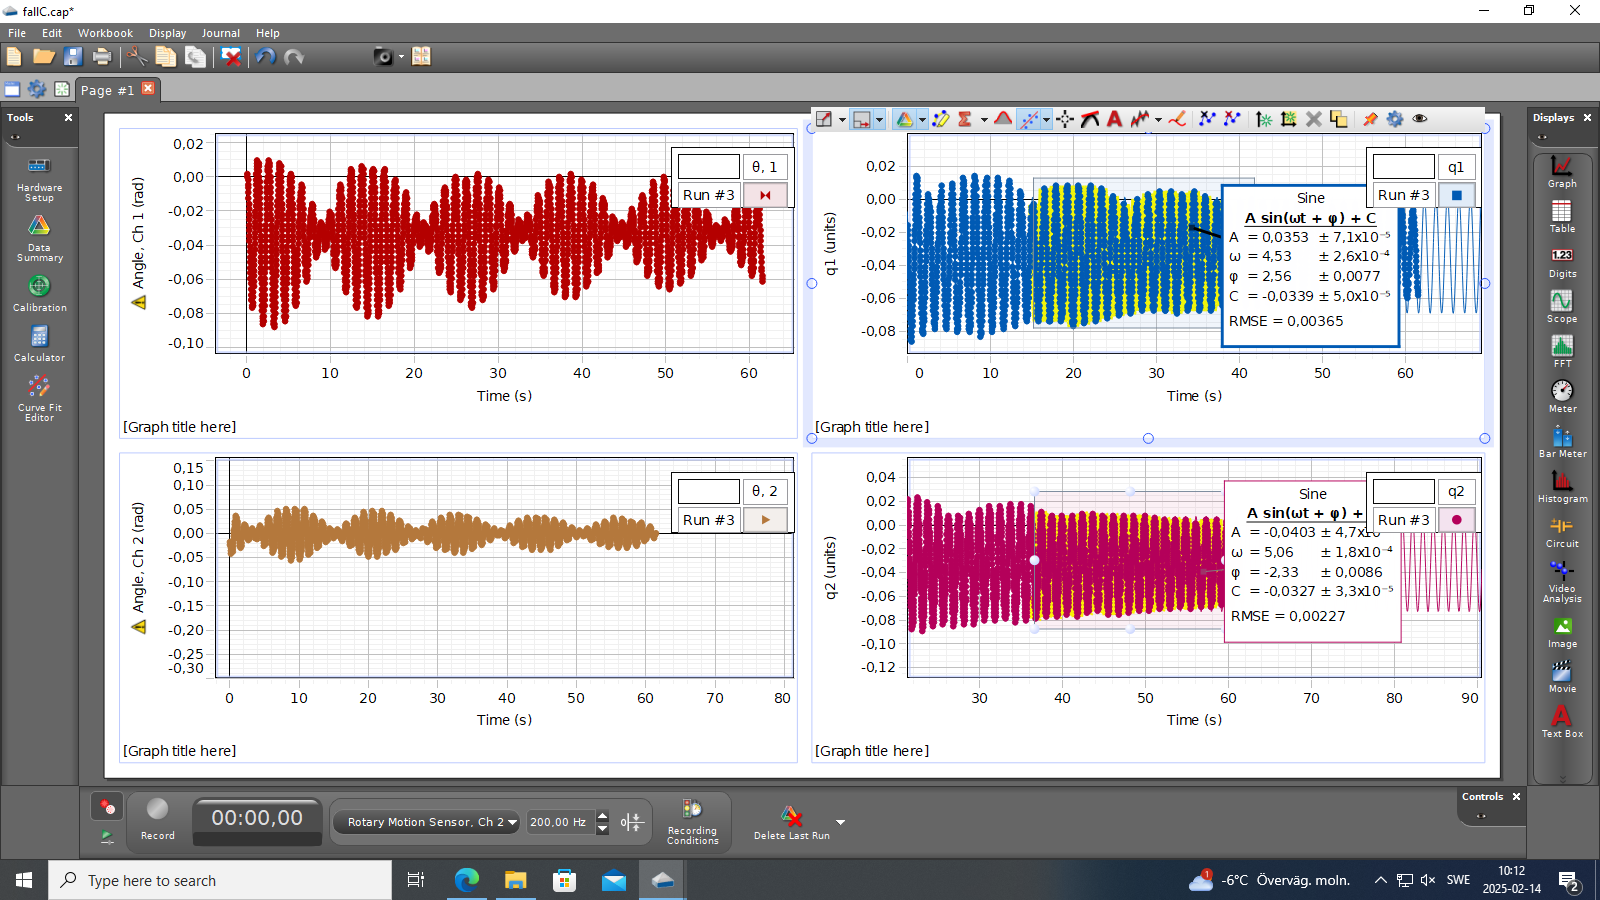 fallC.cap*
File Edit Workbook Display Journal Help
Page #1
Tools
Hardware
Setup
Data
Summary
Calibration
Calculator
Curve Fit
Editor
Angle, Ch 1 (rad)
0,02
0,00
-0,02
-0,04
-0,06
-0,08
-0,10
0 10 20 30 40 50 60
Time (s)
[Graph title here]
θ, 1
Run #3
q1 (units)
0,02
0,00
-0,02
-0,04
-0,06
-0,08
0 10 20 30 40 50 60
Time (s)
[Graph title here]
q1
Run #3
Sine
A sin(ωt + φ) + C
A = 0,0353 ± 7,1x10⁻⁵
ω = 4,53 ± 2,6x10⁻⁴
φ = 2,56 ± 0,0077
C = -0,0339 ± 5,0x10⁻⁵
RMSE = 0,00365
Angle, Ch 2 (rad)
0,15
0,10
0,05
0,00
-0,05
-0,10
-0,15
-0,20
-0,25
-0,30
0 10 20 30 40 50 60 70 80
Time (s)
[Graph title here]
θ, 2
Run #3
q2 (units)
0,04
0,02
0,00
-0,02
-0,04
-0,06
-0,08
-0,10
-0,12
30 40 50 60 70 80 90
Time (s)
[Graph title here]
q2
Run #3
Sine
A sin(ωt + φ) +
A = -0,0403 ± 4,7x10
ω = 5,06 ± 1,8x10⁻⁴
φ = -2,33 ± 0,0086
C = -0,0327 ± 3,3x10⁻⁵
RMSE = 0,00227
Displays
Graph
Table
1.23
Digits
Scope
FFT
Meter
Bar Meter
Histogram
Circuit
Video
Analysis
Image
Movie
Text Box
Record
00:00,00
Rotary Motion Sensor, Ch 2
200,00 Hz
Recording
Conditions
Delete Last Run
Controls
Type here to search
1
-6°C Överväg. moln.
SWE
10:12
2025-02-14
2